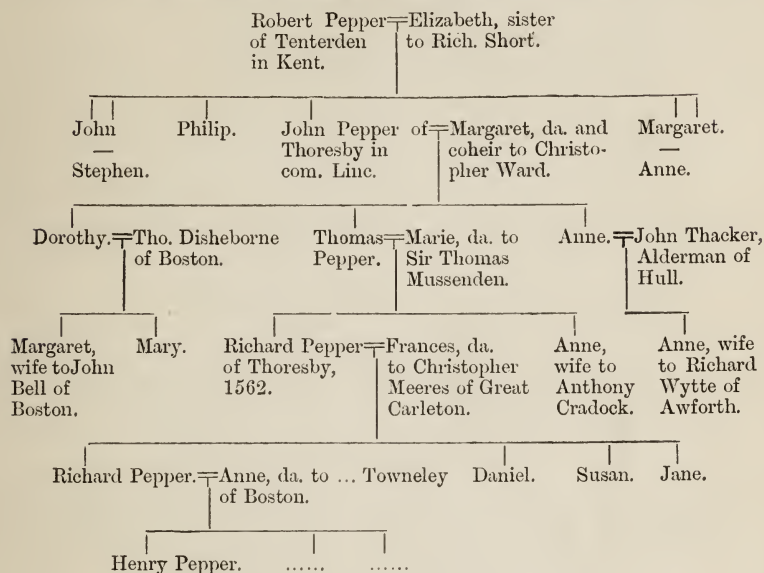 Robert Pepper=Elizabeth, sister
of Tenterden to Rich. Short.
in Kent.
John
—
Stephen.
Philip.
John Pepper of=Margaret, da. and
Thoresby in coheir to Christo-
com. Linc. pher Ward.
Margaret.
—
Anne.
Dorothy.=Tho. Disheborne
of Boston.
Thomas=Marie, da. to
Pepper. Sir Thomas
Mussenden.
Anne.=John Thacker,
Alderman of
Hull.
Margaret,
wife to John
Bell of
Boston.
Mary.
Richard Pepper=Frances, da.
of Thoresby, to Christopher
1562. Meeres of Great
Carleton.
Anne,
wife to
Anthony
Cradock.
Anne, wife
to Richard
Wytte of
Awforth.
Richard Pepper.=Anne, da. to ... Towneley
of Boston.
Daniel.
Susan.
Jane.
Henry Pepper. ...... ......